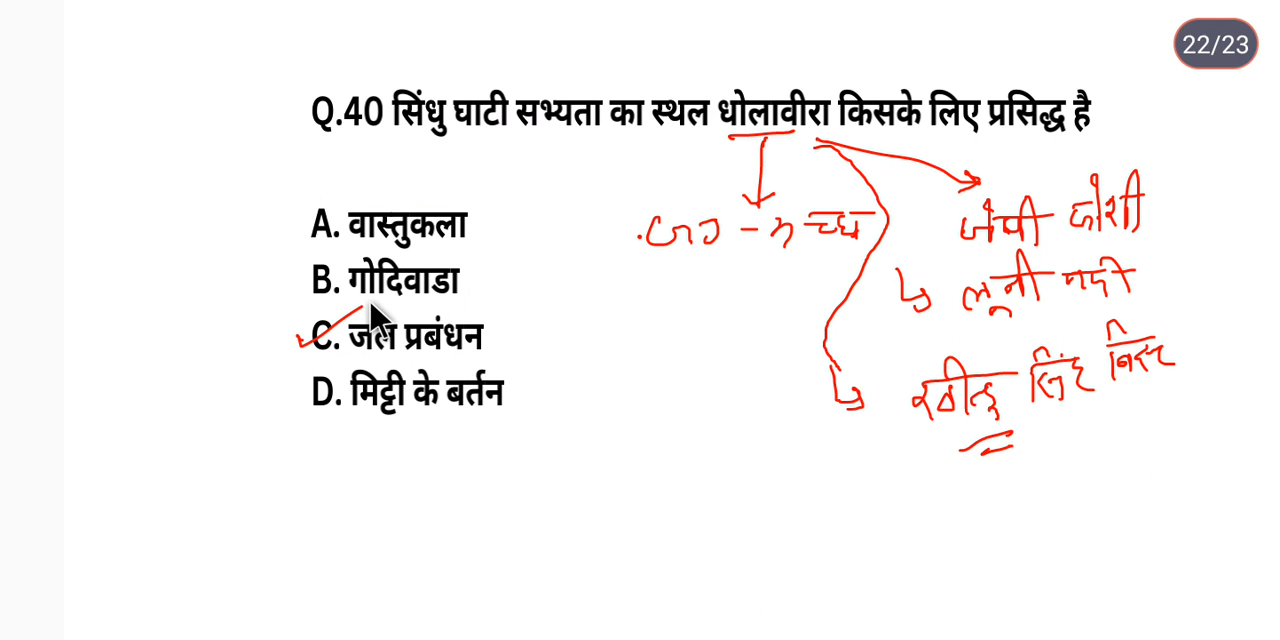 22/23
Q.40 सिंधु घाटी सभ्यता का स्थल धोलावीरा किसके लिए प्रसिद्ध है
A. वास्तुकला
B. गोदिवाडा
C. जल प्रबंधन
D. मिट्टी के बर्तन
जेपी जोशी
लूनी नदी
रवीन्द्र सिंह